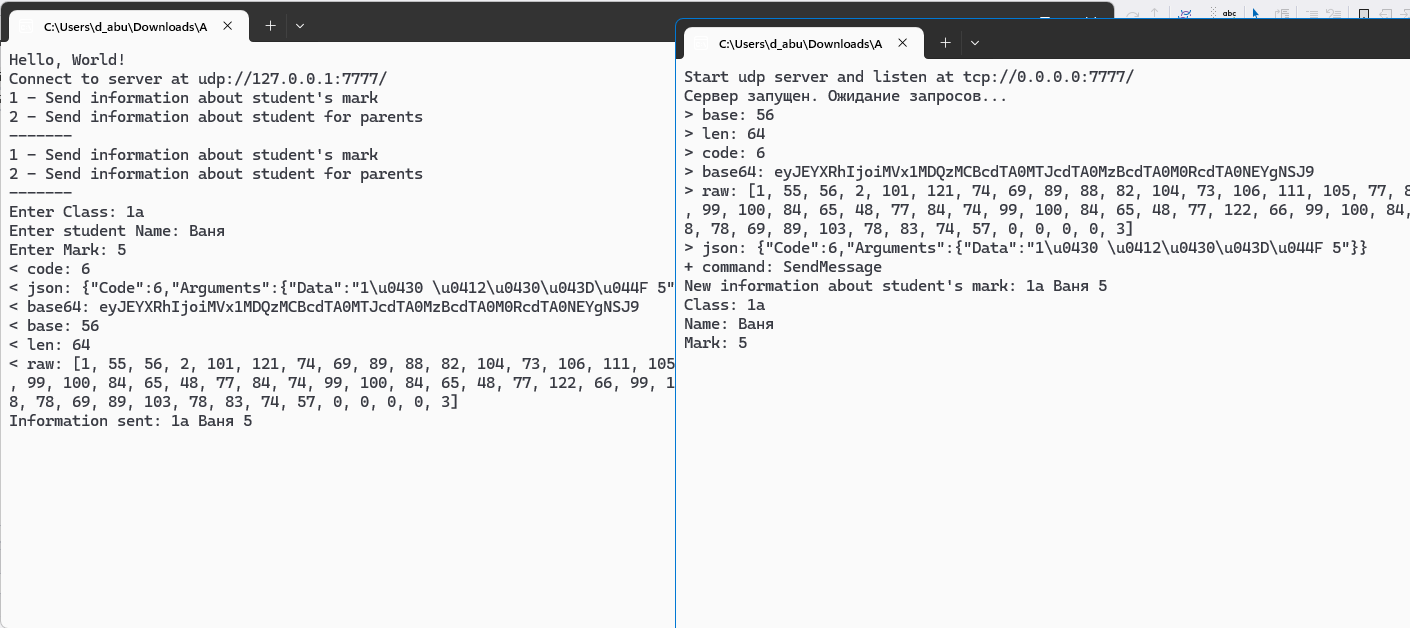 C:\Users\d_abu\Downloads\A
Hello, World!
Connect to server at udp://127.0.0.1:7777/
1 - Send information about student's mark
2 - Send information about student for parents
-------
1 - Send information about student's mark
2 - Send information about student for parents
-------
Enter Class: 1а
Enter student Name: Ваня
Enter Mark: 5
< code: 6
< json: {"Code":6,"Arguments":{"Data":"1\u0430 \u0412\u0430\u043D\u044F 5"
< base64: eyJEYXRhIjoiMVx1MDQzMCBcdTA0MTJcdTA0MzBcdTA0M0RcdTA0NEYgNSJ9
< base: 56
< len: 64
< raw: [1, 55, 56, 2, 101, 121, 74, 69, 89, 88, 82, 104, 73, 106, 111, 105
, 99, 100, 84, 65, 48, 77, 84, 74, 99, 100, 84, 65, 48, 77, 122, 66, 99, 1
8, 78, 69, 89, 103, 78, 83, 74, 57, 0, 0, 0, 0, 3]
Information sent: 1а Ваня 5
abc
C:\Users\d_abu\Downloads\A
Start udp server and listen at tcp://0.0.0.0:7777/
Сервер запущен. Ожидание запросов...
> base: 56
> len: 64
> code: 6
> base64: eyJEYXRhIjoiMVx1MDQzMCBcdTA0MTJcdTA0MzBcdTA0M0RcdTA0NEYgNSJ9
> raw: [1, 55, 56, 2, 101, 121, 74, 69, 89, 88, 82, 104, 73, 106, 111, 105, 77, 8
, 99, 100, 84, 65, 48, 77, 84, 74, 99, 100, 84, 65, 48, 77, 122, 66, 99, 100, 84,
8, 78, 69, 89, 103, 78, 83, 74, 57, 0, 0, 0, 0, 3]
> json: {"Code":6,"Arguments":{"Data":"1\u0430 \u0412\u0430\u043D\u044F 5"}}
+ command: SendMessage
New information about student's mark: 1а Ваня 5
Class: 1а
Name: Ваня
Mark: 5